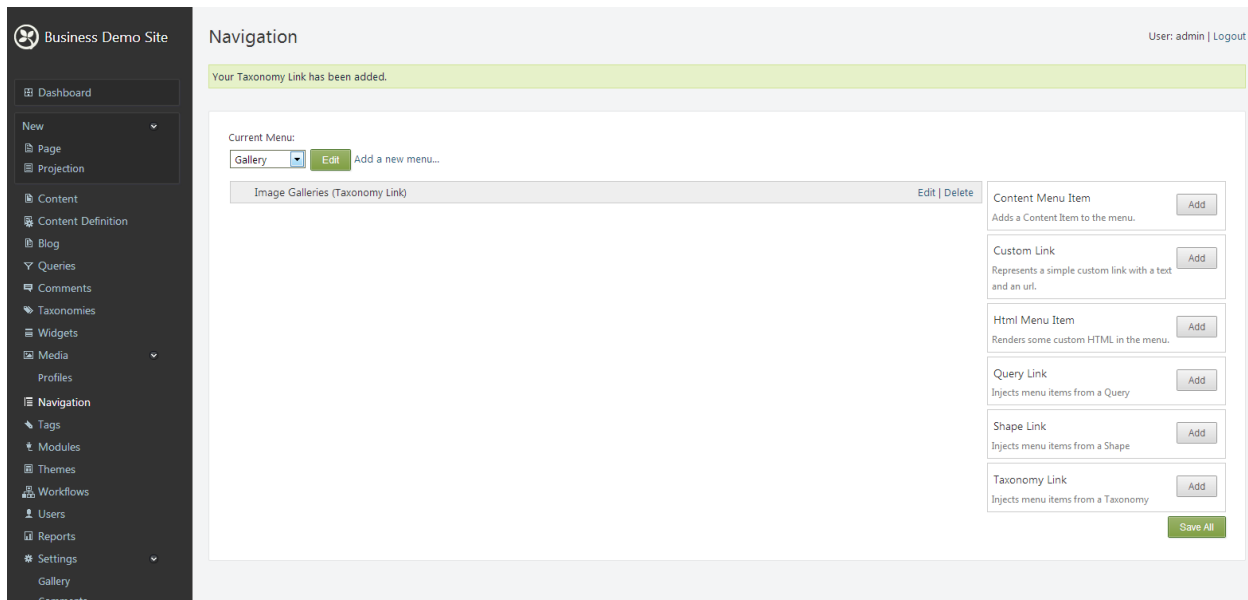 Business Demo Site
Dashboard
New
Page
Projection
Content
Content Definition
Blog
Queries
Comments
Taxonomies
Widgets
Media
Profiles
Navigation
Tags
Modules
Themes
Workflows
Users
Reports
Settings
Gallery
Comments
Navigation
User: admin | Logout
Your Taxonomy Link has been added.
Current Menu:
Gallery Edit Add a new menu...
Image Galleries (Taxonomy Link) Edit | Delete
Content Menu Item
Add
Adds a Content Item to the menu.
Custom Link
Add
Represents a simple custom link with a text
and an url.
Html Menu Item
Add
Renders some custom HTML in the menu.
Query Link
Add
Injects menu items from a Query
Shape Link
Add
Injects menu items from a Shape
Taxonomy Link
Add
Injects menu items from a Taxonomy
Save All